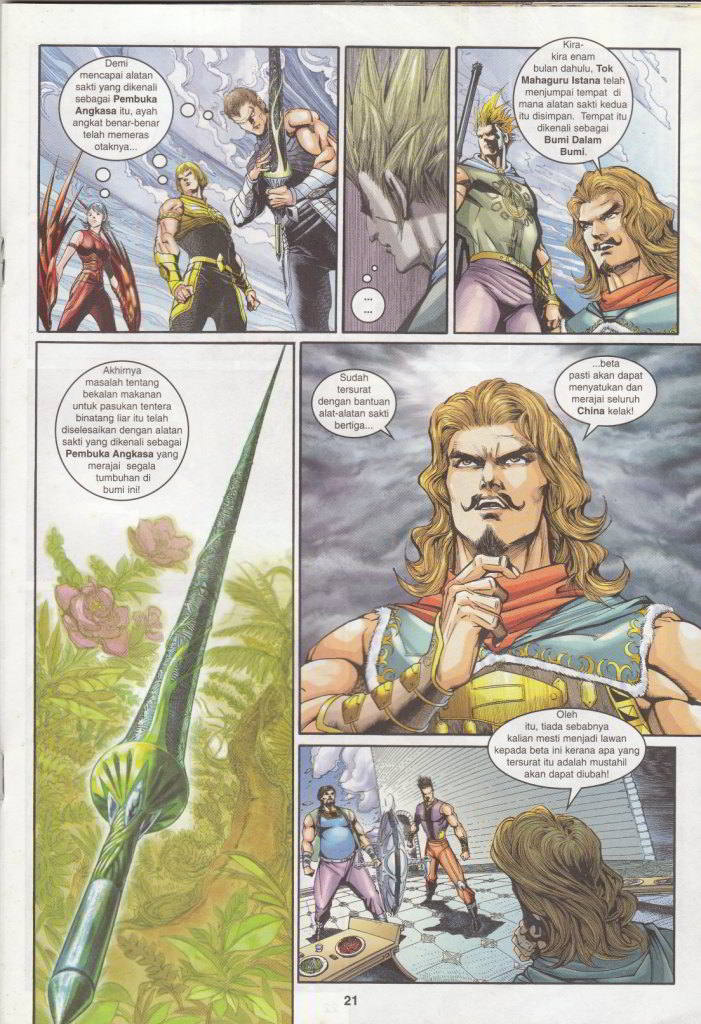 Demi
mencapai alatan
sakti yang dikenali
sebagai Pembuka
Angkasa itu, ayah
angkat benar-benar
telah memeras
otaknya...
...
...
Kira-
kira enam
bulan dahulu, Tok
Mahaguru Istana telah
menjumpai tempat di
mana alatan sakti kedua
itu disimpan. Tempat itu
dikenali sebagai
Bumi Dalam
Bumi.
Akhirnya
masalah tentang
bekalan makanan
untuk pasukan tentera
binatang liar itu telah
diselesaikan dengan alatan
sakti yang dikenali sebagai
Pembuka Angkasa yang
merajai segala
tumbuhan di
bumi ini!
Sudah
tersurat
dengan bantuan
alat-alatan sakti
bertiga...
...beta
pasti akan dapat
menyatukan dan
merajai seluruh
China kelak!
Oleh
itu, tiada sebabnya
kalian mesti menjadi lawan
kepada beta ini kerana apa yang
tersurat itu adalah mustahil
akan dapat diubah!
21